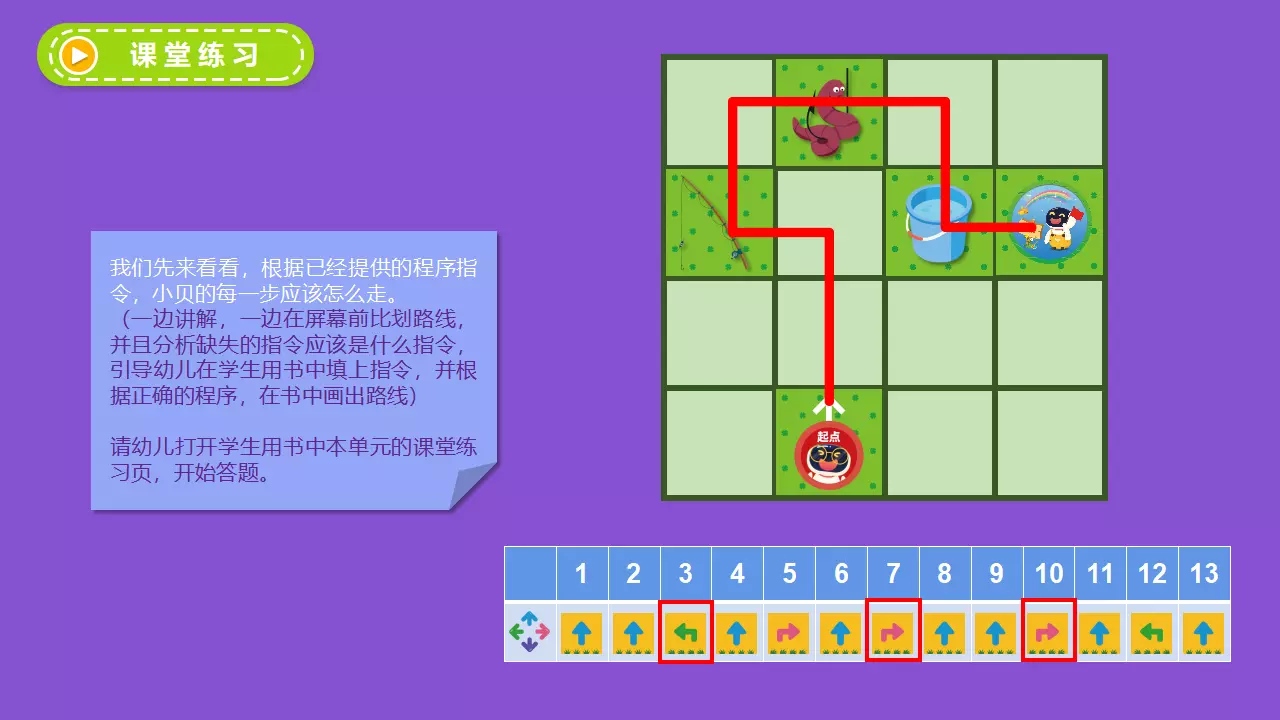 课堂练习
我们先来看看，根据已经提供的程序指
令，小贝的每一步应该怎么走。
（一边讲解，一边在屏幕前比划路线，
并且分析缺失的指令应该是什么指令，
引导幼儿在学生用书中填上指令，并根
据正确的程序，在书中画出路线）
请幼儿打开学生用书中本单元的课堂练
习页，开始答题。
起点
1 2 3 4 5 6 7 8 9 10 11 12 13